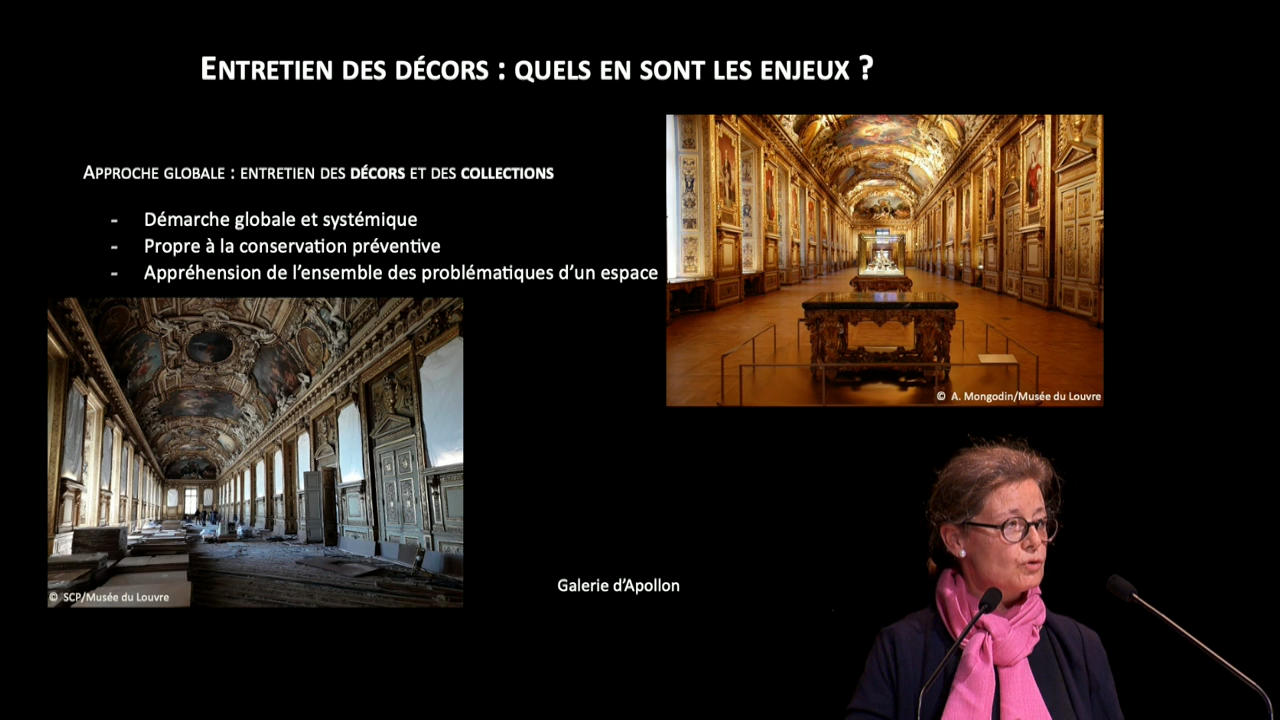 ENTRETIEN DES DÉCORS : QUELS EN SONT LES ENJEUX ?
APPROCHE GLOBALE : ENTRETIEN DES DÉCORS ET DES COLLECTIONS
- Démarche globale et systémique
- Propre à la conservation préventive
- Appréhension de l'ensemble des problématiques d'un espace
© A. Mongodin/Musée du Louvre
© SCP/Musée du Louvre
Galerie d'Apollon